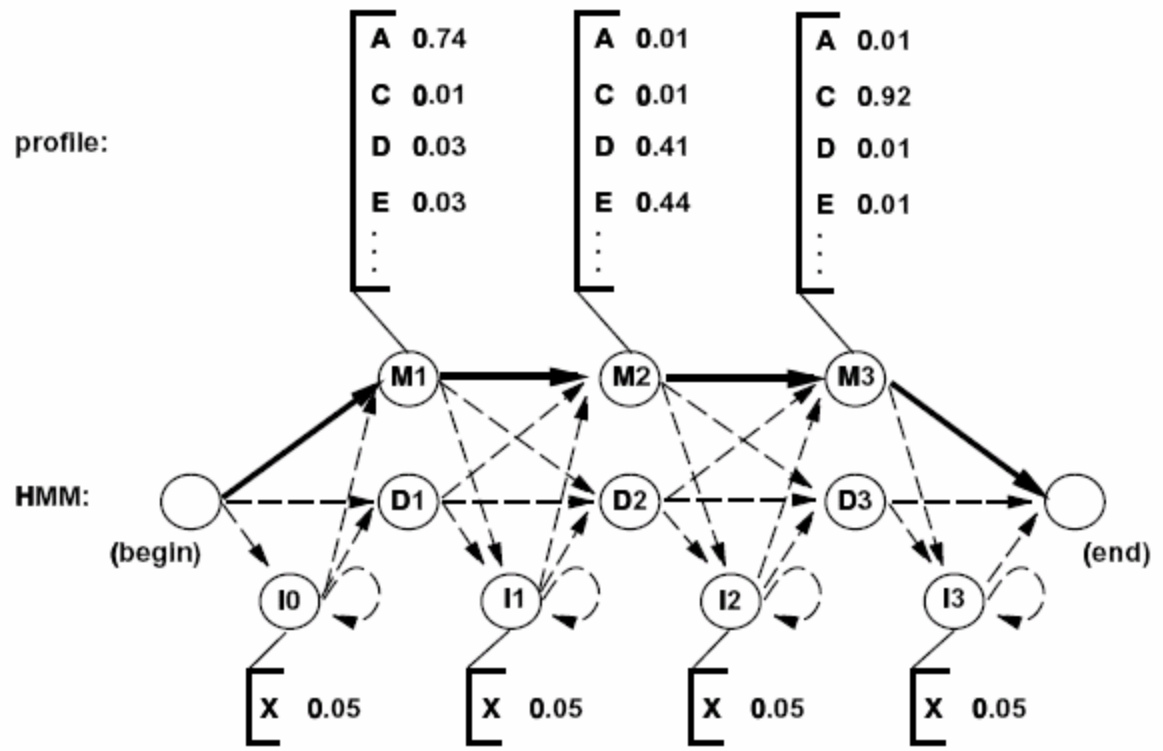 A 0.74 A 0.01 A 0.01
C 0.01 C 0.01 C 0.92
profile:
D 0.03 D 0.41 D 0.01
E 0.03 E 0.44 E 0.01
M1 M2 M3
HMM:
D1 D2 D3
(begin) (end)
I0 I1 I2 I3
X 0.05 X 0.05 X 0.05 X 0.05